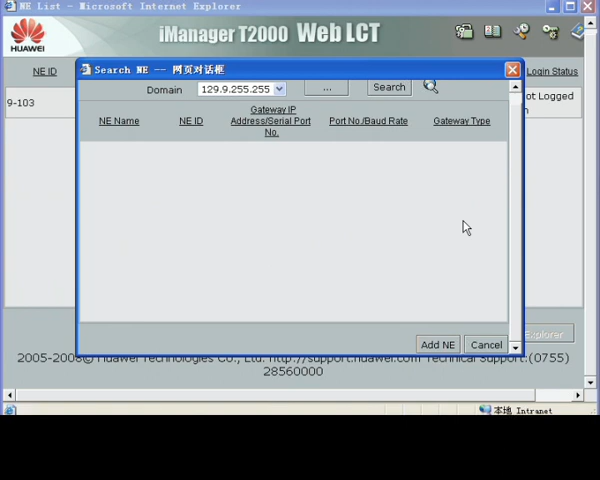 NE List - Microsoft Internet Explorer
HUAWEI
iManager T2000 Web LCT
NE ID
Login Status
9-103
ot Logged
n
Search NE -- 网页对话框
Domain 129.9.255.255 ... Search
NE Name NE ID Gateway IP Address/Serial Port No. Port No./Baud Rate Gateway Type
Add NE Cancel
Explorer
2005-200 © Huawei Technologies Co., Ltd. http://support.huawei.com Technical Support:(0755)
28560000
本地 Intranet